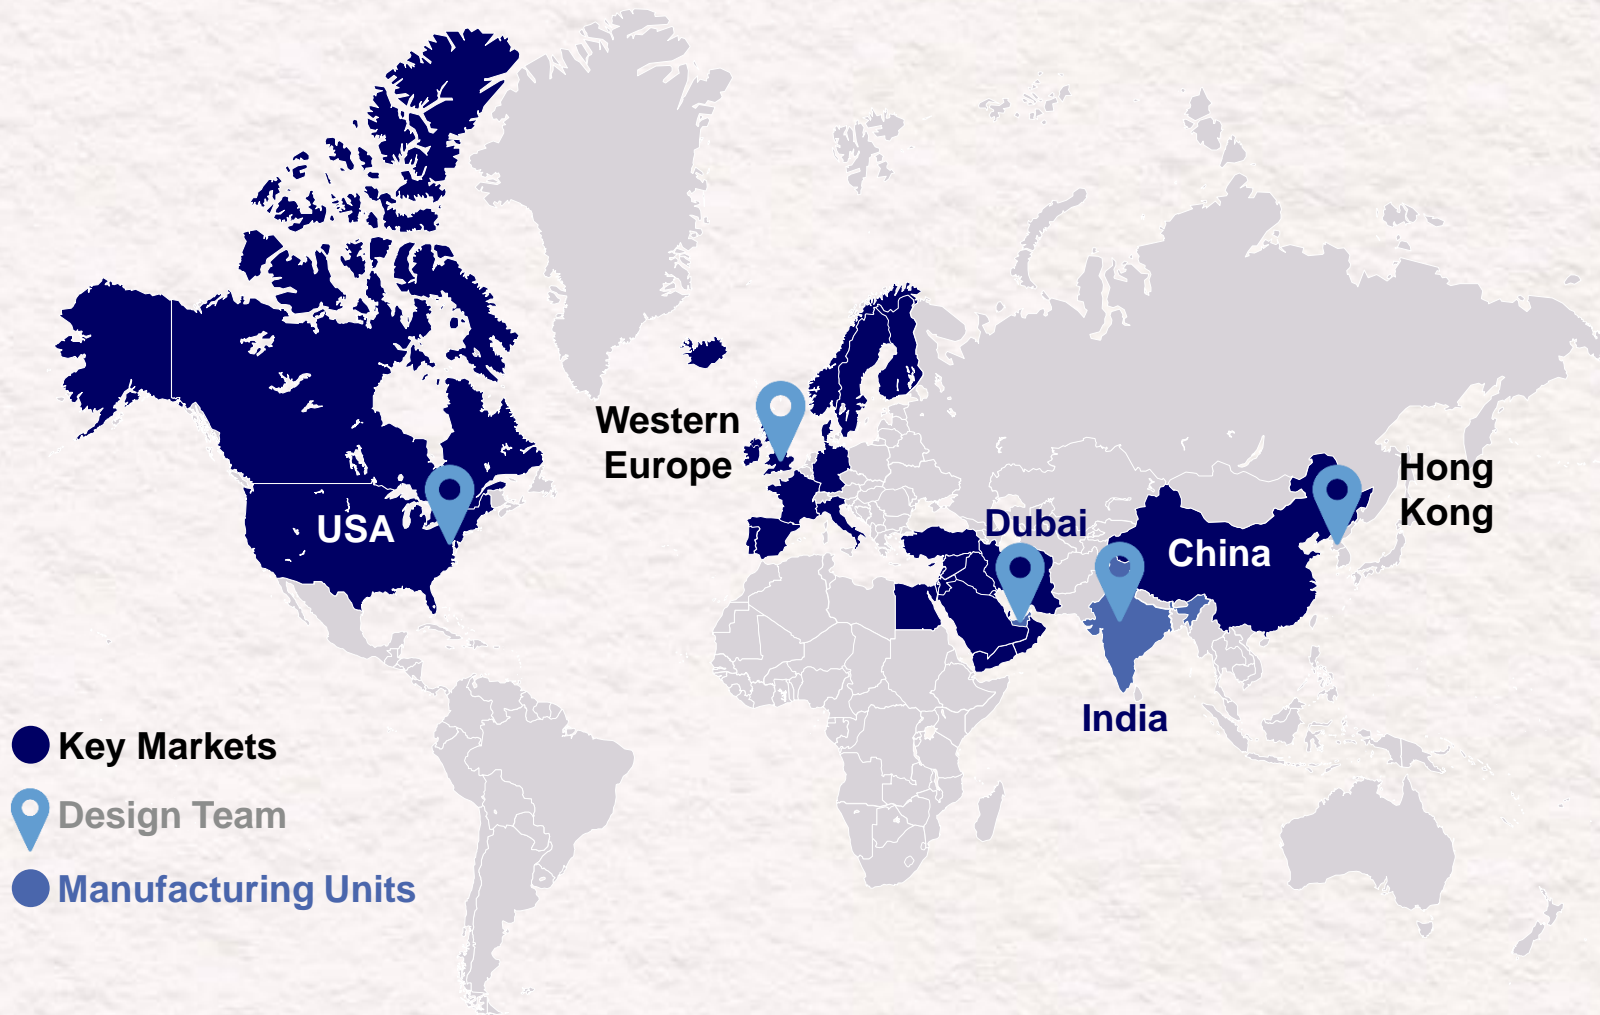 Western
Europe
Hong
Kong
USA
Dubai
China
India
Key Markets
Design Team
Manufacturing Units